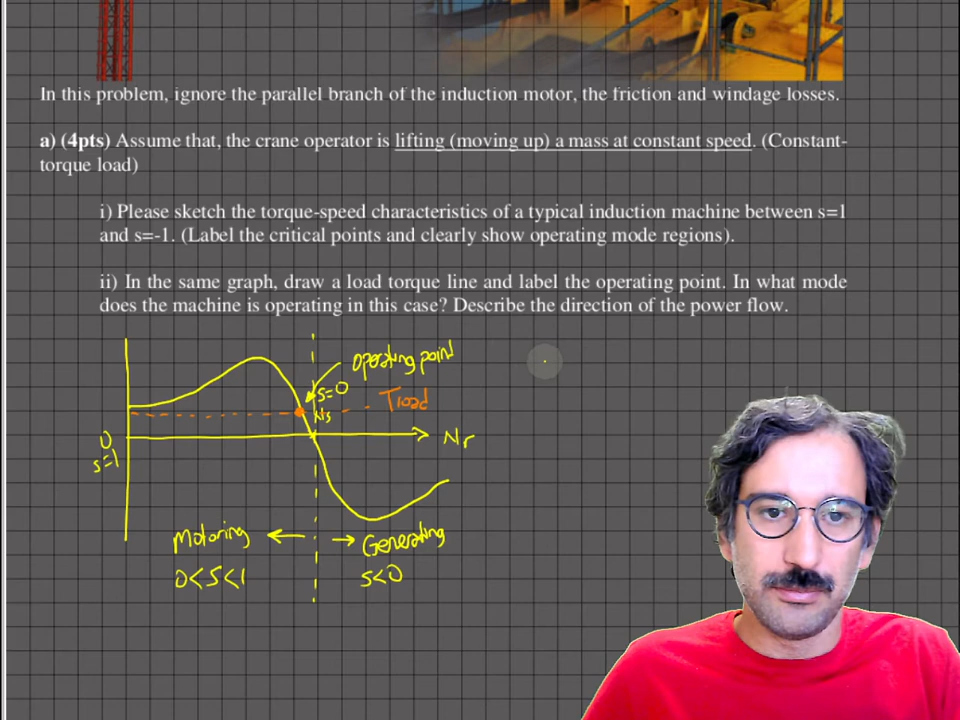 In this problem, ignore the parallel branch of the induction motor, the friction and windage losses.
a) (4pts) Assume that, the crane operator is lifting (moving up) a mass at constant speed. (Constant-
torque load)
i) Please sketch the torque-speed characteristics of a typical induction machine between s=1
and s=-1. (Label the critical points and clearly show operating mode regions).
ii) In the same graph, draw a load torque line and label the operating point. In what mode
does the machine is operating in this case? Describe the direction of the power flow.
Operating point
s=0
Tload
Ns
0
Nr
s=1
Motoring
Generating
0<s<1
s<0